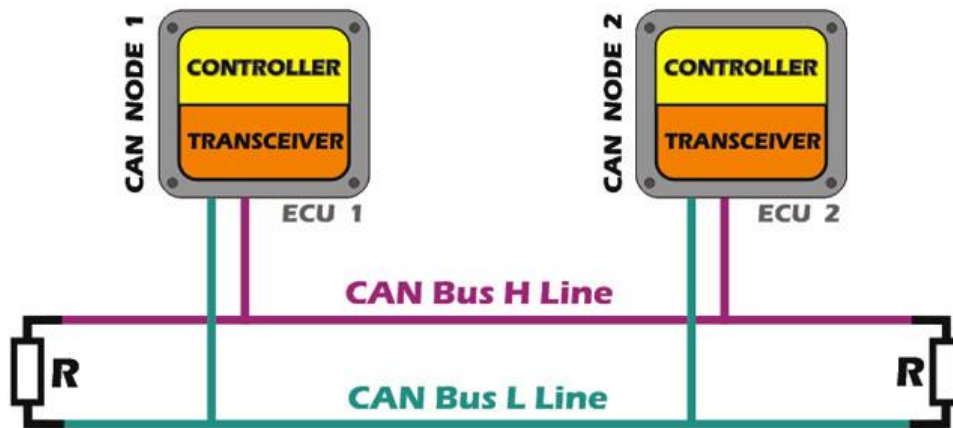 CAN NODE 1
CONTROLLER
TRANSCEIVER
ECU 1
CAN NODE 2
CONTROLLER
TRANSCEIVER
ECU 2
CAN Bus H Line
R
R
CAN Bus L Line